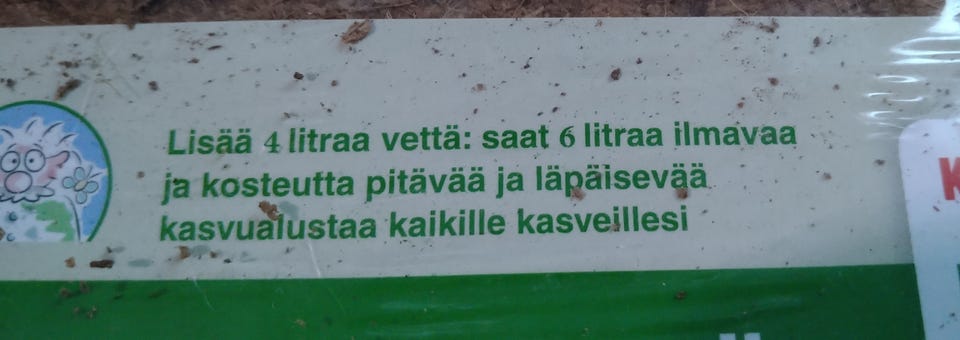 Lisää 4 litraa vettä: saat 6 litraa ilmavaa
ja kosteutta pitävää ja läpäisevää
kasvualustaa kaikille kasveillesi
K